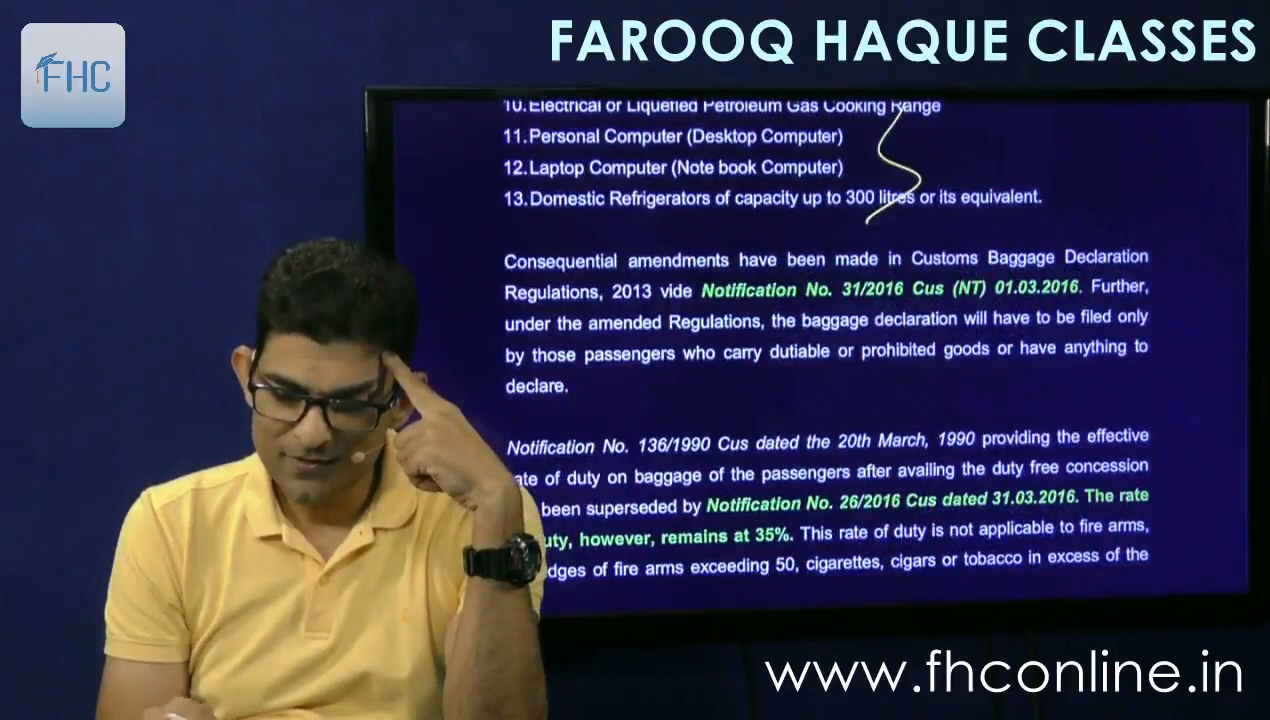 FHC
FAROOQ HAQUE CLASSES
10. Electrical or Liquefied Petroleum Gas Cooking Range
11. Personal Computer (Desktop Computer)
12. Laptop Computer (Note book Computer)
13. Domestic Refrigerators of capacity up to 300 litres or its equivalent.
Consequential amendments have been made in Customs Baggage Declaration
Regulations, 2013 vide Notification No. 31/2016 Cus (NT) 01.03.2016. Further,
under the amended Regulations, the baggage declaration will have to be filed only
by those passengers who carry dutiable or prohibited goods or have anything to
declare.
Notification No. 136/1990 Cus dated the 20th March, 1990 providing the effective
ate of duty on baggage of the passengers after availing the duty free concession
been superseded by Notification No. 26/2016 Cus dated 31.03.2016. The rate
uty, however, remains at 35%. This rate of duty is not applicable to fire arms,
dges of fire arms exceeding 50, cigarettes, cigars or tobacco in excess of the
www.fhconline.in